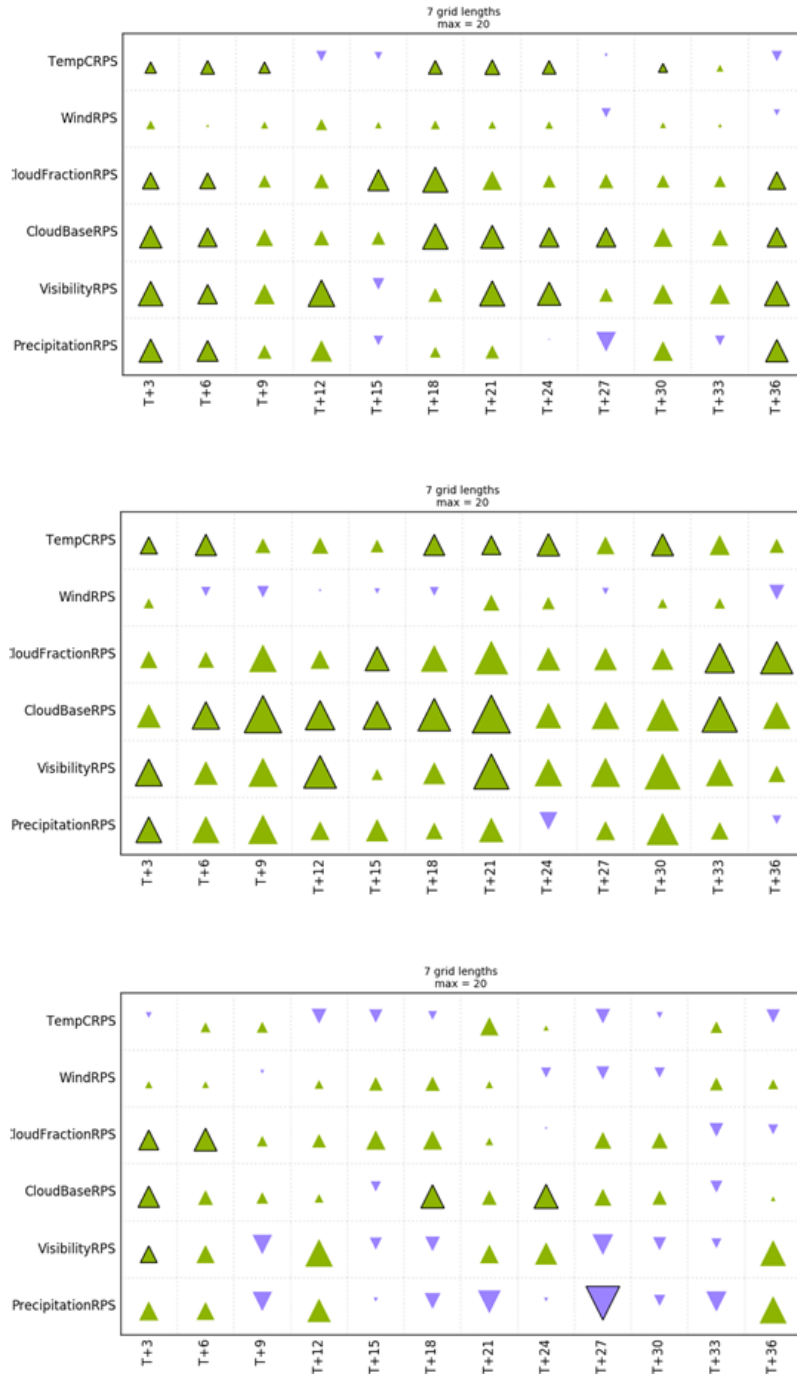 7 grid lengths
max = 20
TempCRPS
WindRPS
loudFractionRPS
CloudBaseRPS
VisibilityRPS
PrecipitationRPS
T+3 T+6 T+9 T+12 T+15 T+18 T+21 T+24 T+27 T+30 T+33 T+36
7 grid lengths
max = 20
TempCRPS
WindRPS
loudFractionRPS
CloudBaseRPS
VisibilityRPS
PrecipitationRPS
T+3 T+6 T+9 T+12 T+15 T+18 T+21 T+24 T+27 T+30 T+33 T+36
7 grid lengths
max = 20
TempCRPS
WindRPS
loudFractionRPS
CloudBaseRPS
VisibilityRPS
PrecipitationRPS
T+3 T+6 T+9 T+12 T+15 T+18 T+21 T+24 T+27 T+30 T+33 T+36